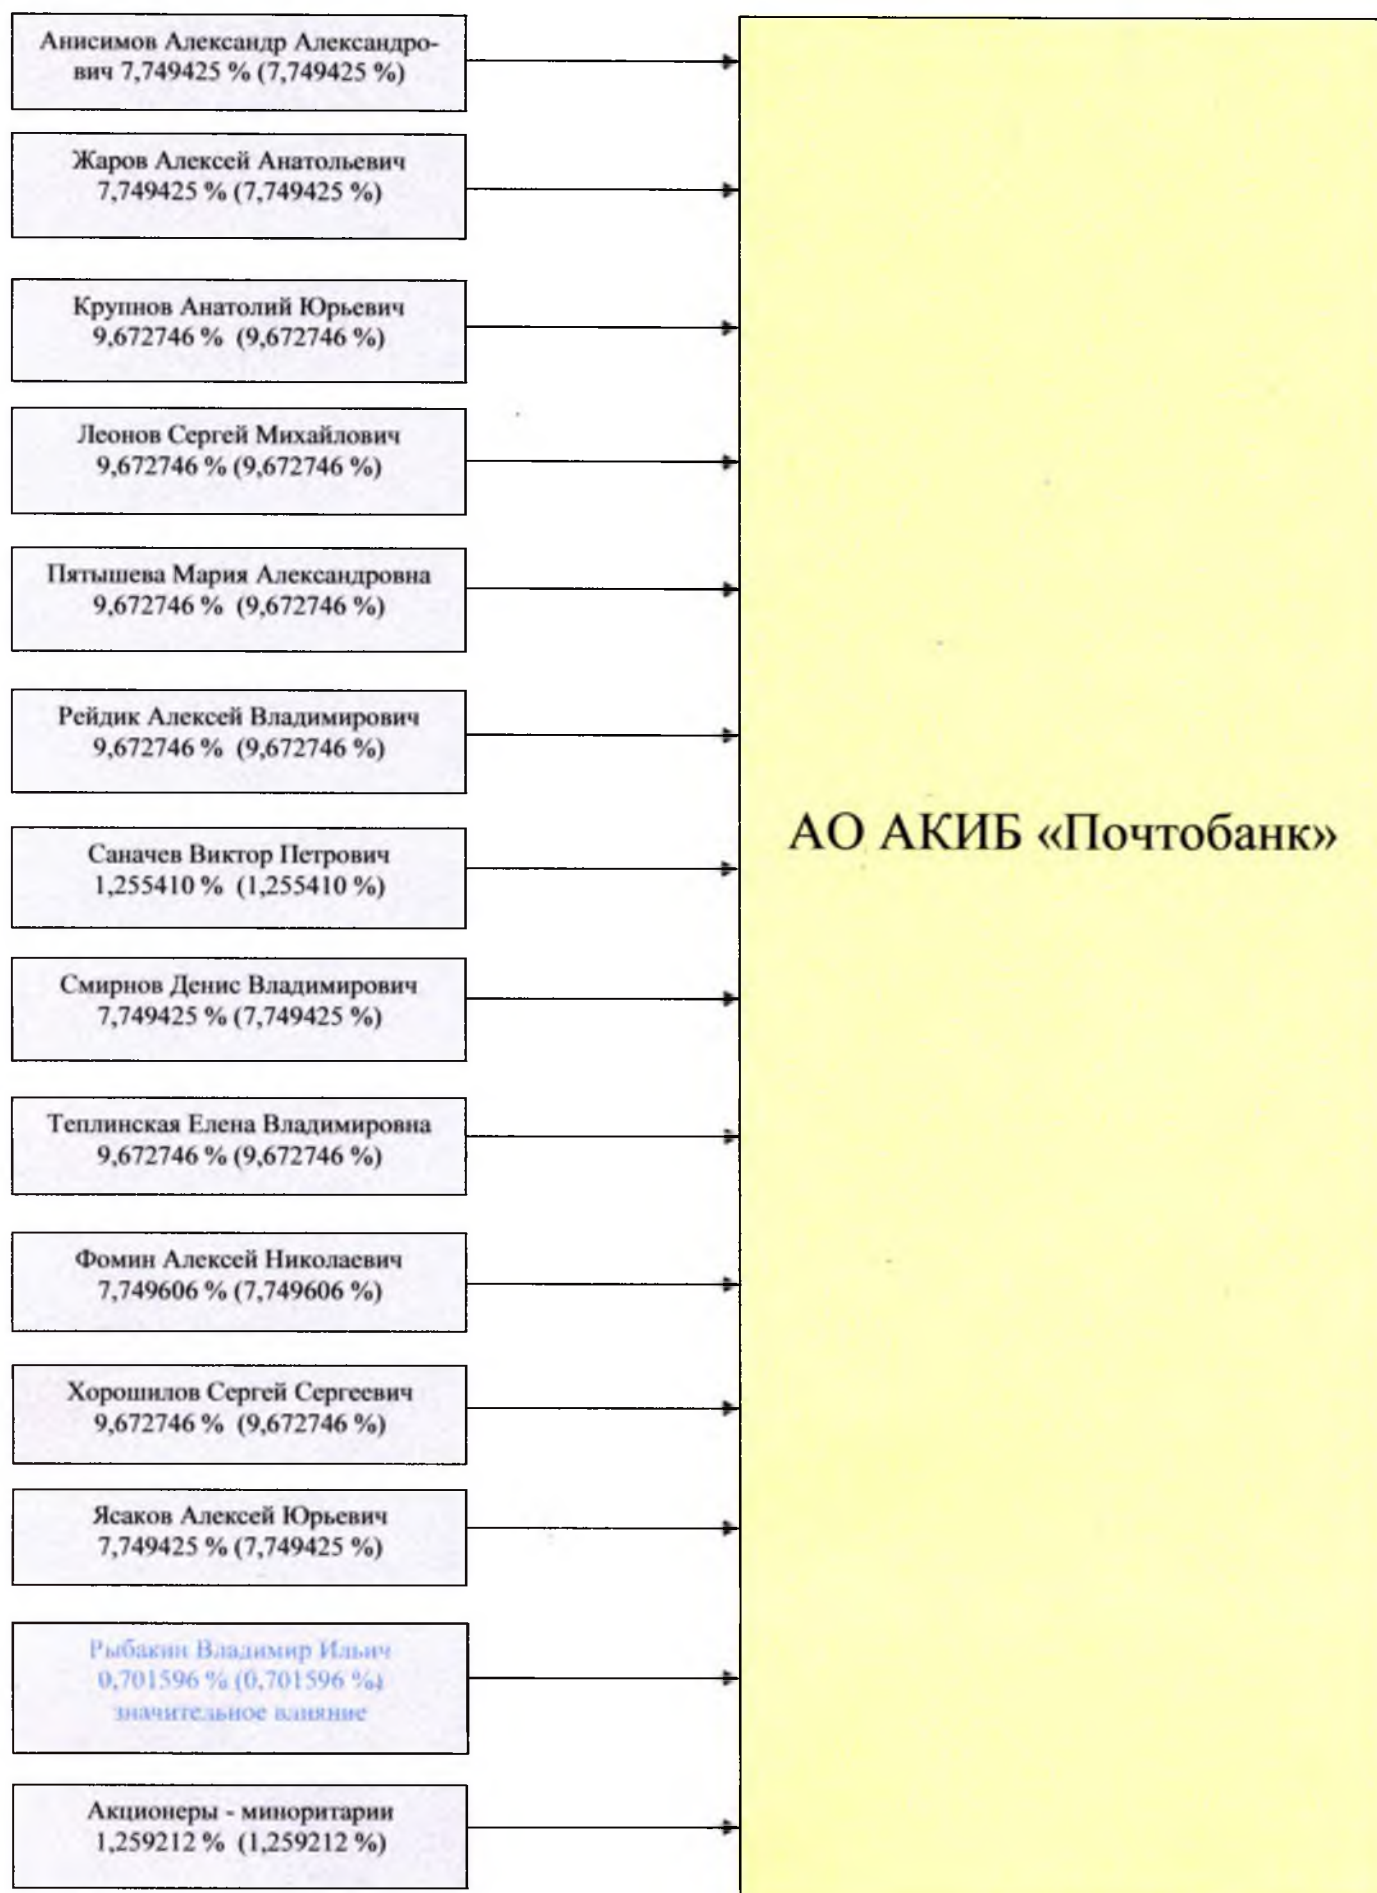 Анисимов Александр Александро-
вич 7,749425 % (7,749425 %)
Жаров Алексей Анатольевич
7,749425 % (7,749425 %)
Крупнов Анатолий Юрьевич
9,672746 % (9,672746 %)
Леонов Сергей Михайлович
9,672746 % (9,672746 %)
Пятышева Мария Александровна
9,672746 % (9,672746 %)
Рейдик Алексей Владимирович
9,672746 % (9,672746 %)
Саначев Виктор Петрович
1,255410 % (1,255410 %)
Смирнов Денис Владимирович
7,749425 % (7,749425 %)
Теплинская Елена Владимировна
9,672746 % (9,672746 %)
Фомин Алексей Николаевич
7,749606 % (7,749606 %)
Хорошилов Сергей Сергеевич
9,672746 % (9,672746 %)
Ясаков Алексей Юрьевич
7,749425 % (7,749425 %)
Рыбакин Владимир Ильич
0,701596 % (0,701596 %)
значительное влияние
Акционеры - миноритарии
1,259212 % (1,259212 %)
АО АКИБ «Почтобанк»